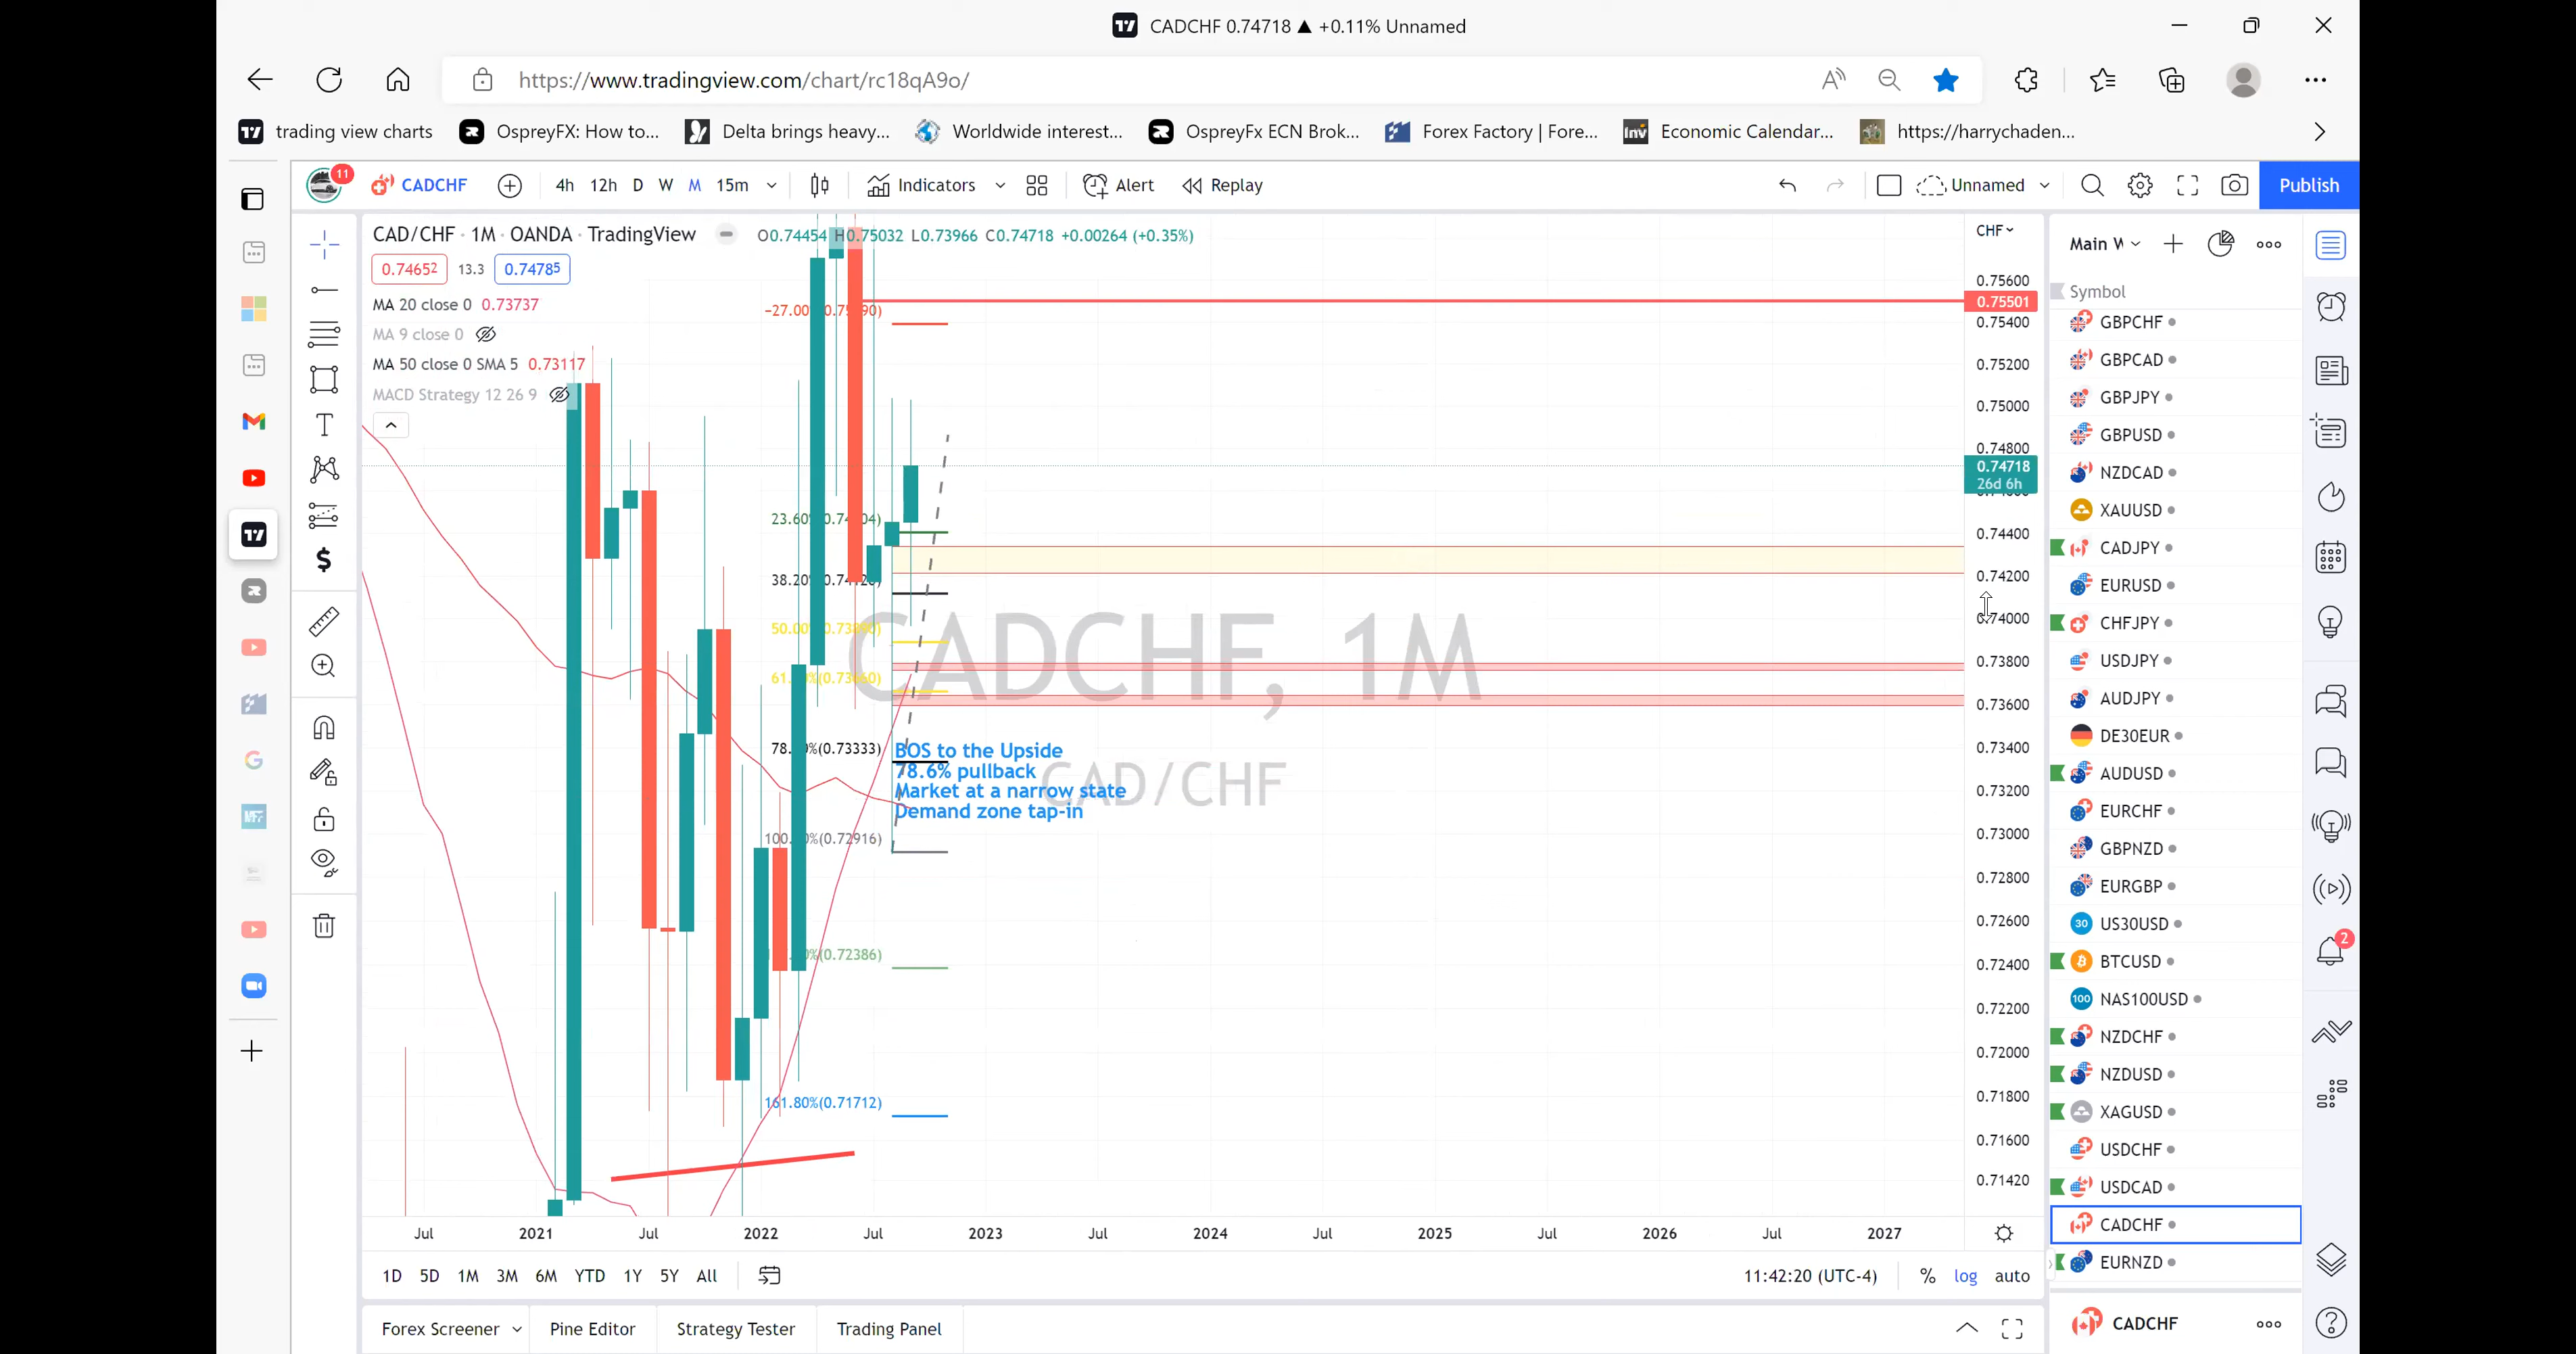 CADCHF 0.74718 ▲ +0.11% Unnamed
https://www.tradingview.com/chart/rc18qA9o/
trading view charts
OspreyFX: How to...
Delta brings heavy...
Worldwide interest...
OspreyFx ECN Brok...
Forex Factory | Fore...
Economic Calendar...
https://harrychaden...
11
CADCHF
4h 12h D W M 15m
Indicators
Alert
Replay
Unnamed
Publish
CAD/CHF · 1M · OANDA · TradingView
O0.74454 H0.75032 L0.73966 C0.74718 +0.00264 (+0.35%)
0.74652 13.3 0.74785
MA 20 close 0 0.73737
MA 9 close 0
MA 50 close 0 SMA 5 0.73117
MACD Strategy 12 26 9
CHF
0.75600
0.75501
0.75400
0.75200
0.75000
0.74800
0.74718
26d 6h
0.74400
0.74200
0.74000
0.73800
0.73600
0.73400
0.73200
0.73000
0.72800
0.72600
0.72400
0.72200
0.72000
0.71800
0.71600
0.71420
CADCHF, 1M
CAD/CHF
78. %(0.73333)
(0.72916)
%(0.72386)
161.80%(0.71712)
BOS to the Upside
78.6% pullback
Market at a narrow state
Demand zone tap-in
Jul 2021 Jul 2022 Jul 2023 Jul 2024 Jul 2025 Jul 2026 Jul 2027
1D 5D 1M 3M 6M YTD 1Y 5Y All
11:42:20 (UTC-4) % log auto
Forex Screener
Pine Editor
Strategy Tester
Trading Panel
Main
Symbol
GBPCHF
GBPCAD
GBPJPY
GBPUSD
NZDCAD
XAUUSD
CADJPY
EURUSD
CHFJPY
USDJPY
AUDJPY
DE30EUR
AUDUSD
EURCHF
GBPNZD
EURGBP
30 US30USD
BTCUSD
100 NAS100USD
NZDCHF
NZDUSD
XAGUSD
USDCHF
USDCAD
CADCHF
EURNZD
CADCHF
2